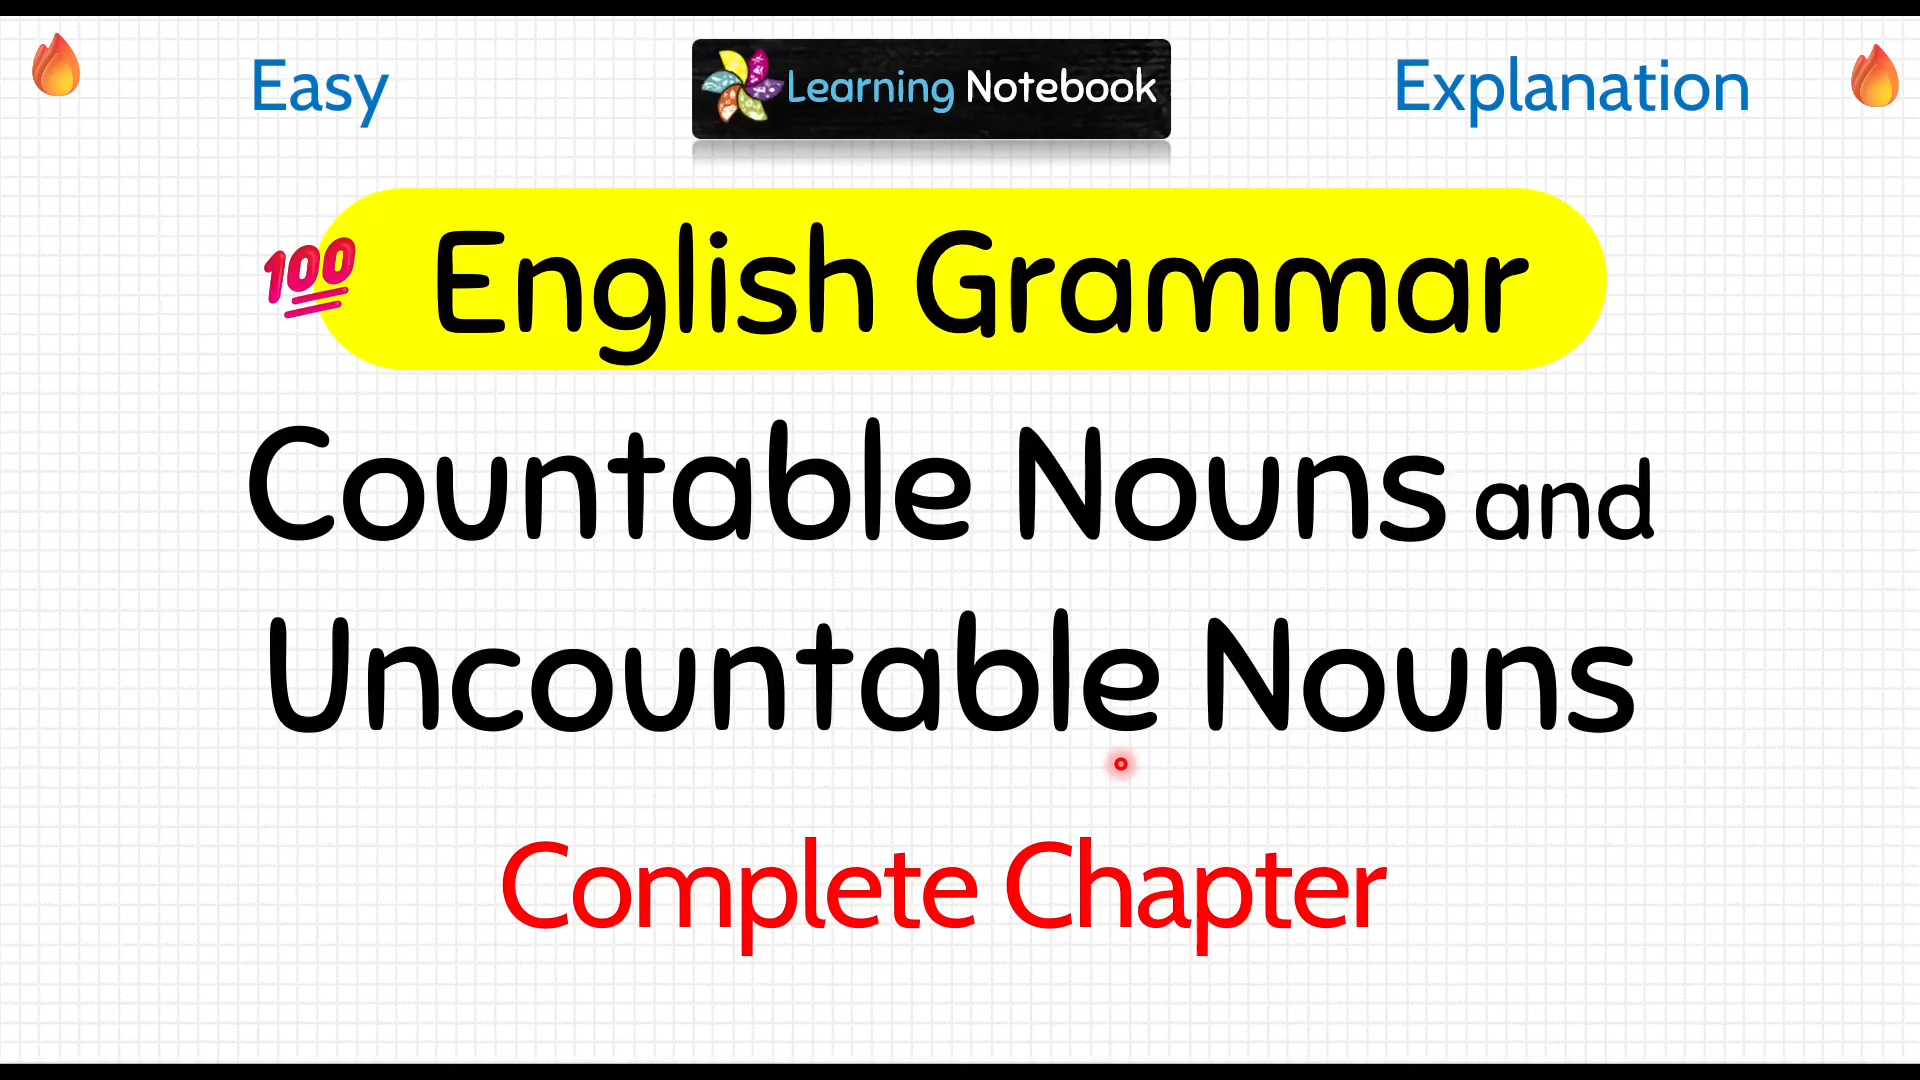 Easy
Learning Notebook
Explanation
100
English Grammar
Countable Nouns and
Uncountable Nouns
Complete Chapter